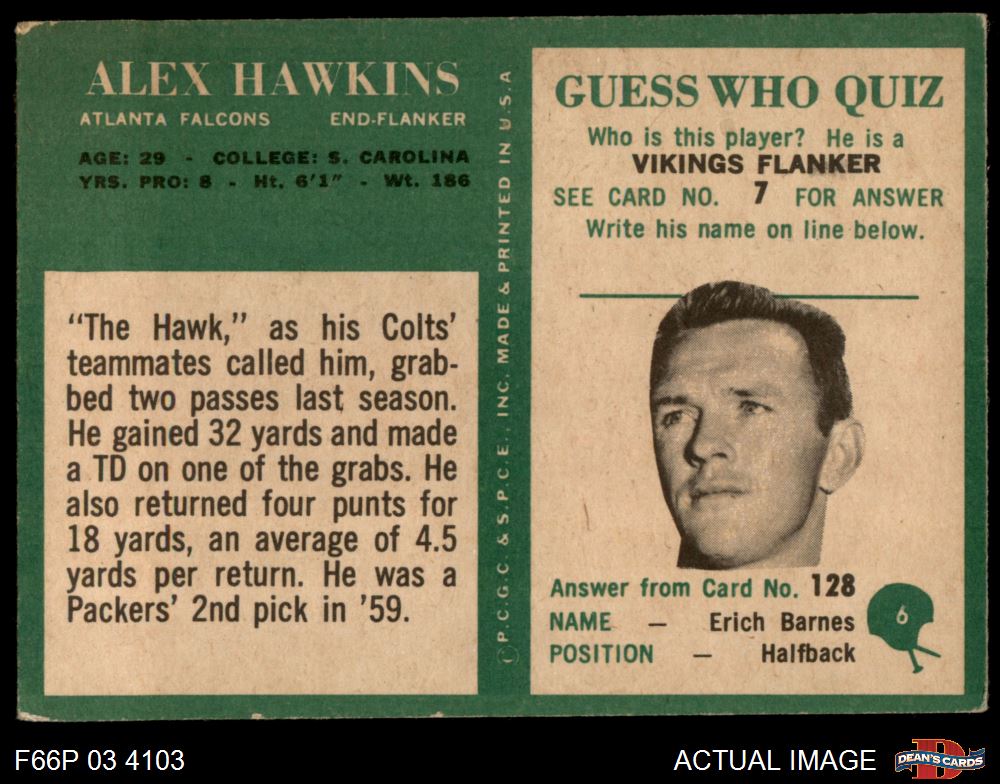 ALEX HAWKINS
ATLANTA FALCONS END-FLANKER
AGE: 29 - COLLEGE: S. CAROLINA
YRS. PRO: 8 - Ht. 6'1" - Wt. 186
"The Hawk," as his Colts'
teammates called him, grab-
bed two passes last season.
He gained 32 yards and made
a TD on one of the grabs. He
also returned four punts for
18 yards, an average of 4.5
yards per return. He was a
Packers' 2nd pick in '59.
©P.C.G.C. & S.P.C.E., INC. MADE & PRINTED IN U.S.A
GUESS WHO QUIZ
Who is this player? He is a
VIKINGS FLANKER
SEE CARD NO. 7 FOR ANSWER
Write his name on line below.
Answer from Card No. 128
NAME — Erich Barnes
POSITION — Halfback
6
F66P 03 4103
ACTUAL IMAGE
D
DEAN'S CARDS